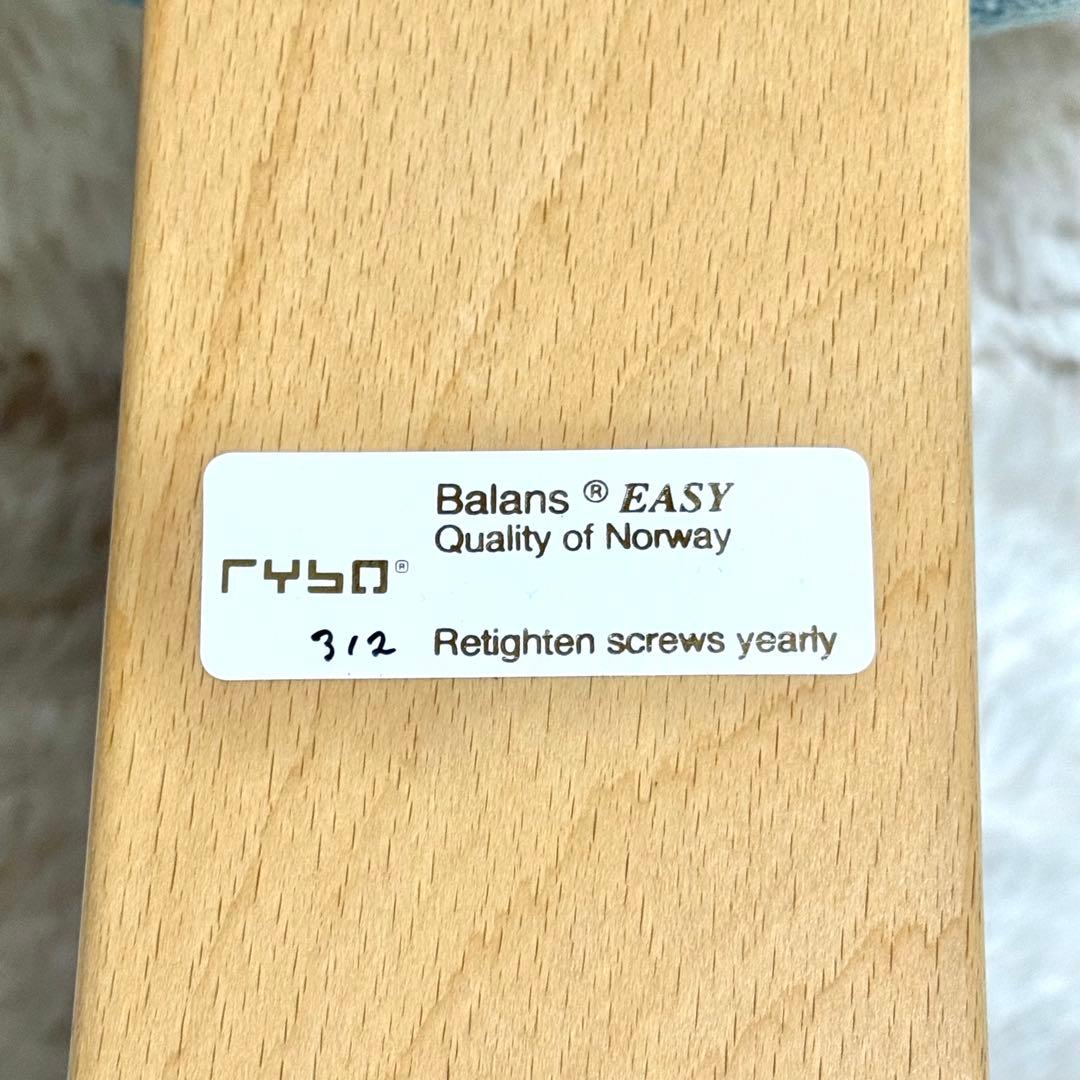 Balans ® EASY
Quality of Norway
rybo®
312 Retighten screws yearly